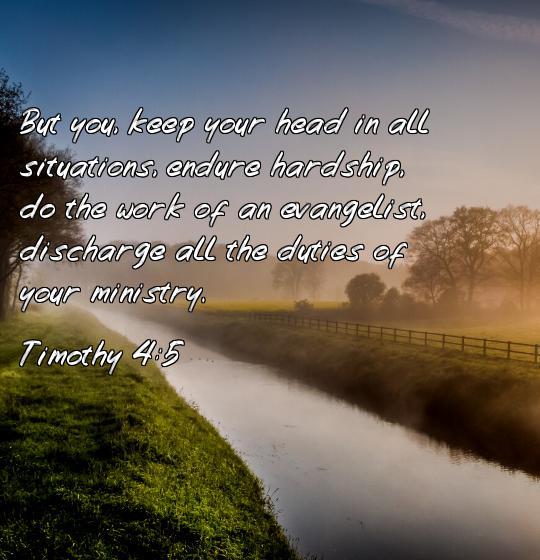 But you, keep your head in all
situations, endure hardship,
do the work of an evangelist,
discharge all the duties of
your ministry.
Timothy 4:5